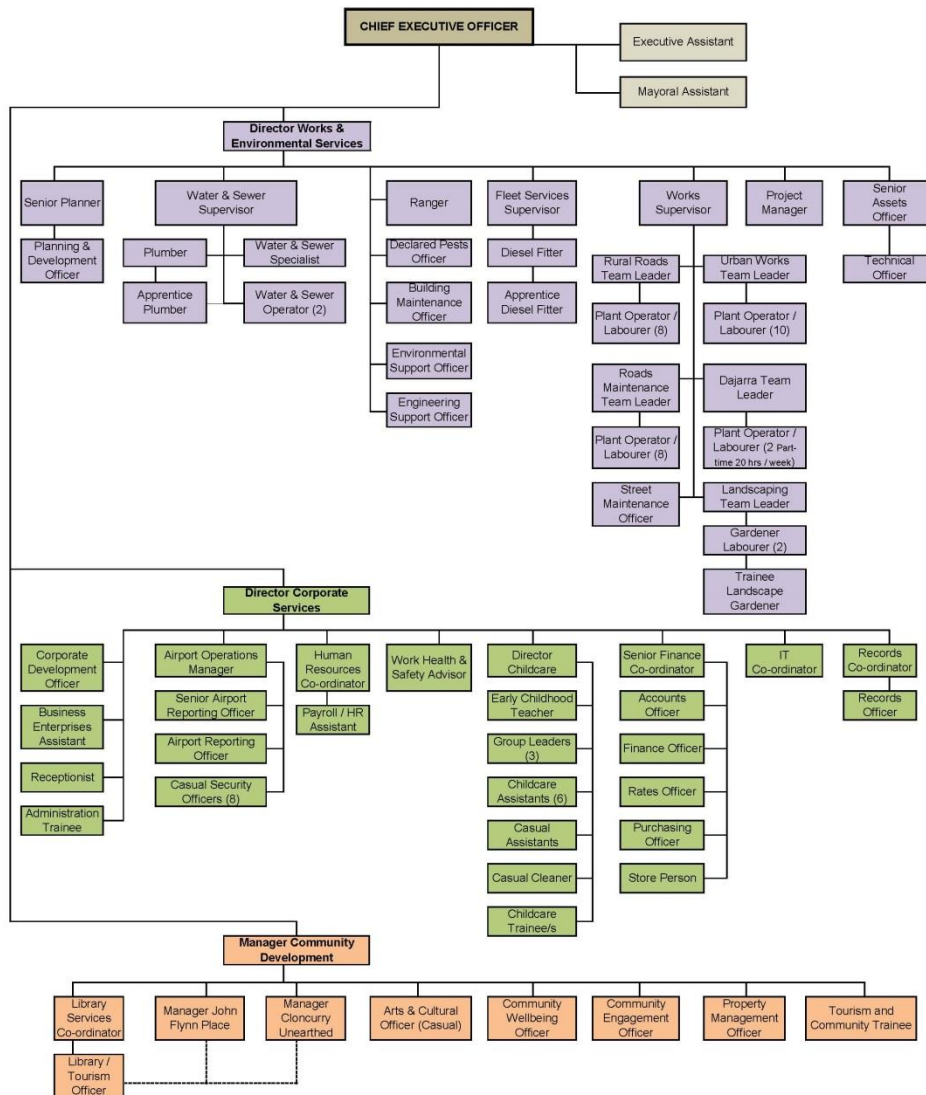 CHIEF EXECUTIVE OFFICER
Executive Assistant
Mayoral Assistant
Director Works &
Environmental Services
Senior Planner
Planning &
Development
Officer
Water & Sewer
Supervisor
Plumber
Water & Sewer
Specialist
Apprentice
Plumber
Water & Sewer
Operator (2)
Ranger
Declared Pests
Officer
Building
Maintenance
Officer
Environmental
Support Officer
Engineering
Support Officer
Fleet Services
Supervisor
Diesel Fitter
Apprentice
Diesel Fitter
Works
Supervisor
Rural Roads
Team Leader
Urban Works
Team Leader
Plant Operator /
Labourer (8)
Plant Operator /
Labourer (10)
Roads
Maintenance
Team Leader
Dajarra Team
Leader
Plant Operator /
Labourer (8)
Plant Operator /
Labourer (2 Part-
time 20 hrs / week)
Street
Maintenance
Officer
Landscaping
Team Leader
Gardener
Labourer (2)
Trainee
Landscape
Gardener
Project
Manager
Senior
Assets
Officer
Technical
Officer
Director Corporate
Services
Corporate
Development
Officer
Business
Enterprises
Assistant
Receptionist
Administration
Trainee
Airport Operations
Manager
Senior Airport
Reporting Officer
Airport Reporting
Officer
Casual Security
Officers (8)
Human
Resources
Co-ordinator
Payroll / HR
Assistant
Work Health &
Safety Advisor
Director
Childcare
Early Childhood
Teacher
Group Leaders
(3)
Childcare
Assistants (6)
Casual
Assistants
Casual Cleaner
Childcare
Trainee/s
Senior Finance
Co-ordinator
Accounts
Officer
Finance Officer
Rates Officer
Purchasing
Officer
Store Person
IT
Co-ordinator
Records
Co-ordinator
Records
Officer
Manager Community
Development
Library
Services
Co-ordinator
Library /
Tourism
Officer
Manager John
Flynn Place
Manager
Cloncurry
Unearthed
Arts & Cultural
Officer (Casual)
Community
Wellbeing
Officer
Community
Engagement
Officer
Property
Management
Officer
Tourism and
Community Trainee